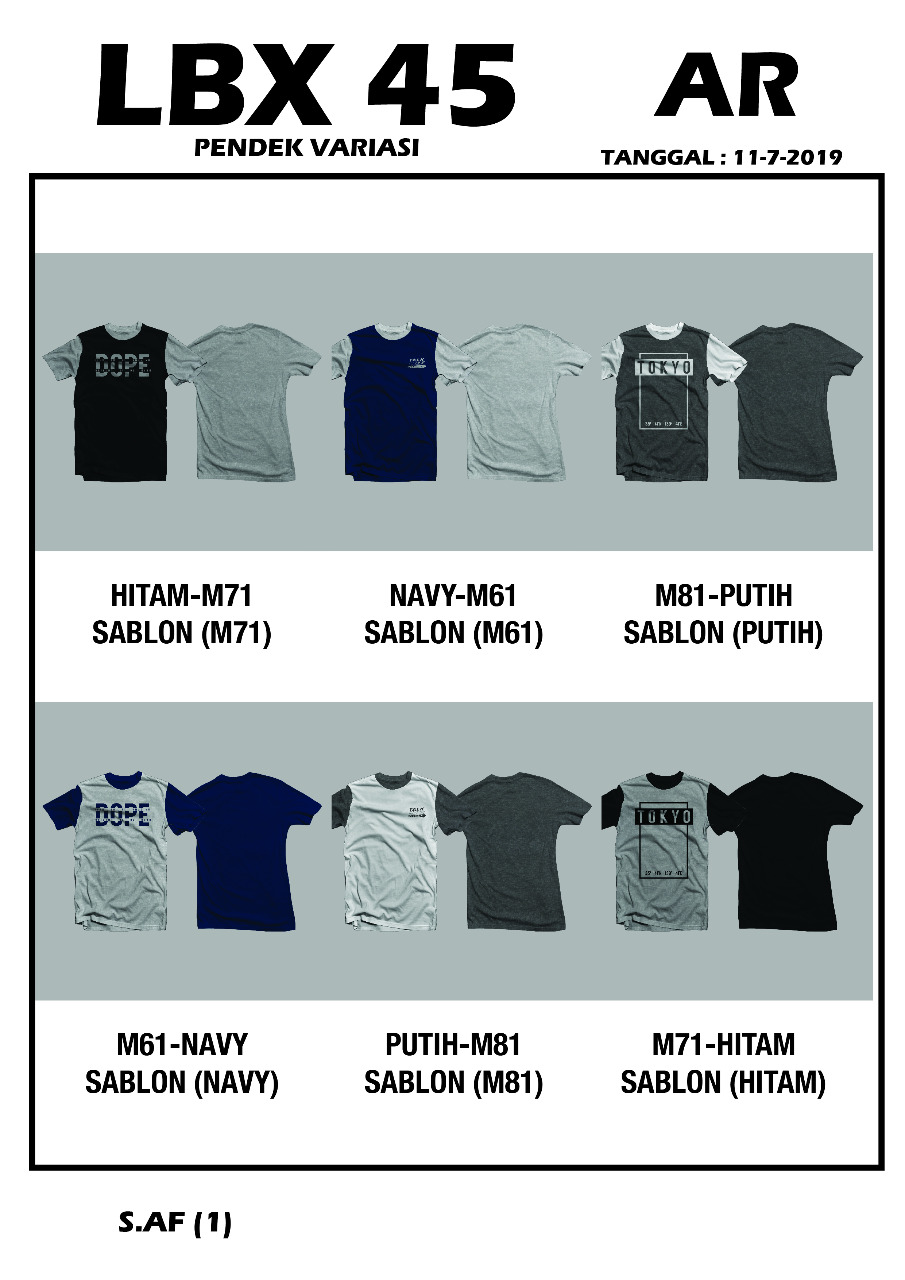 LBX 45
AR
PENDEK VARIASI
TANGGAL : 11-7-2019
DOPE
TOKYO
HITAM-M71
SABLON (M71)
NAVY-M61
SABLON (M61)
M81-PUTIH
SABLON (PUTIH)
DOPE
TOKYO
M61-NAVY
SABLON (NAVY)
PUTIH-M81
SABLON (M81)
M71-HITAM
SABLON (HITAM)
S.AF (1)